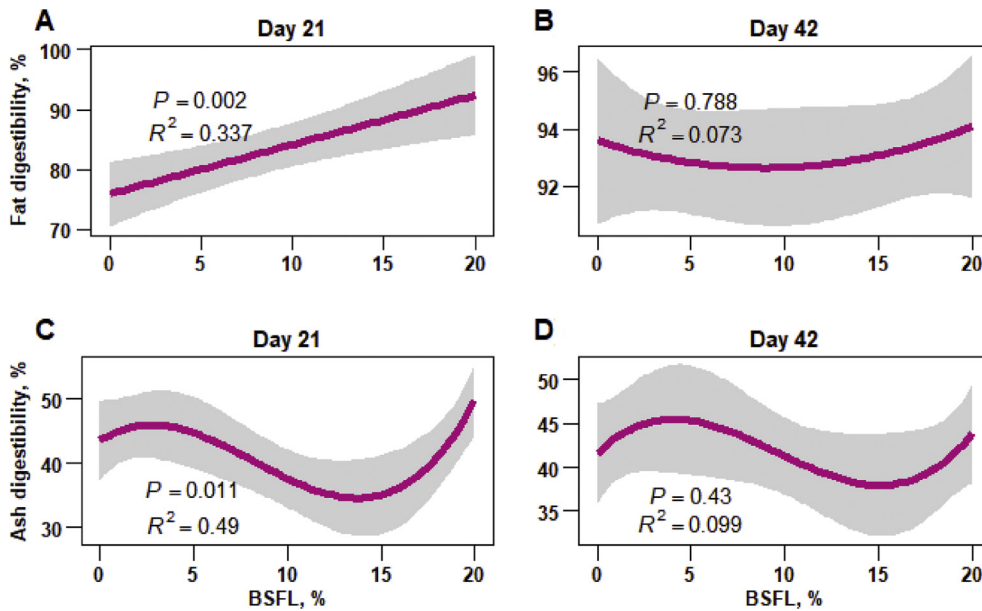 A
Day 21
Fat digestibility, %
100
90
80
70
P = 0.002
R² = 0.337
0 5 10 15 20
B
Day 42
96
94
92
P = 0.788
R² = 0.073
0 5 10 15 20
C
Day 21
Ash digestibility, %
50
40
30
P = 0.011
R² = 0.49
0 5 10 15 20
BSFL, %
D
Day 42
50
45
40
35
P = 0.43
R² = 0.099
0 5 10 15 20
BSFL, %